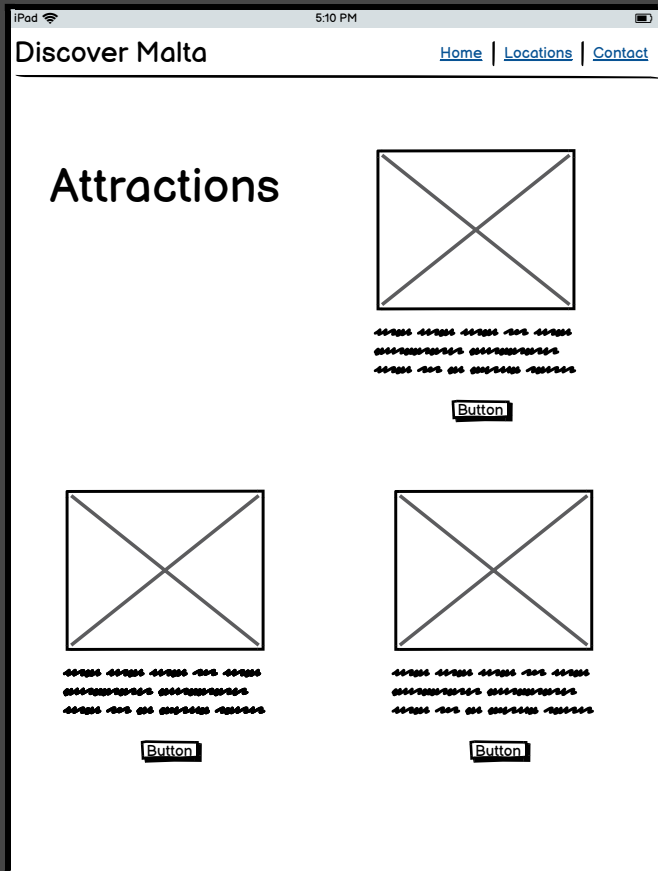 iPad 5:10 PM
Discover Malta Home Locations Contact
Attractions
Button
Button Button